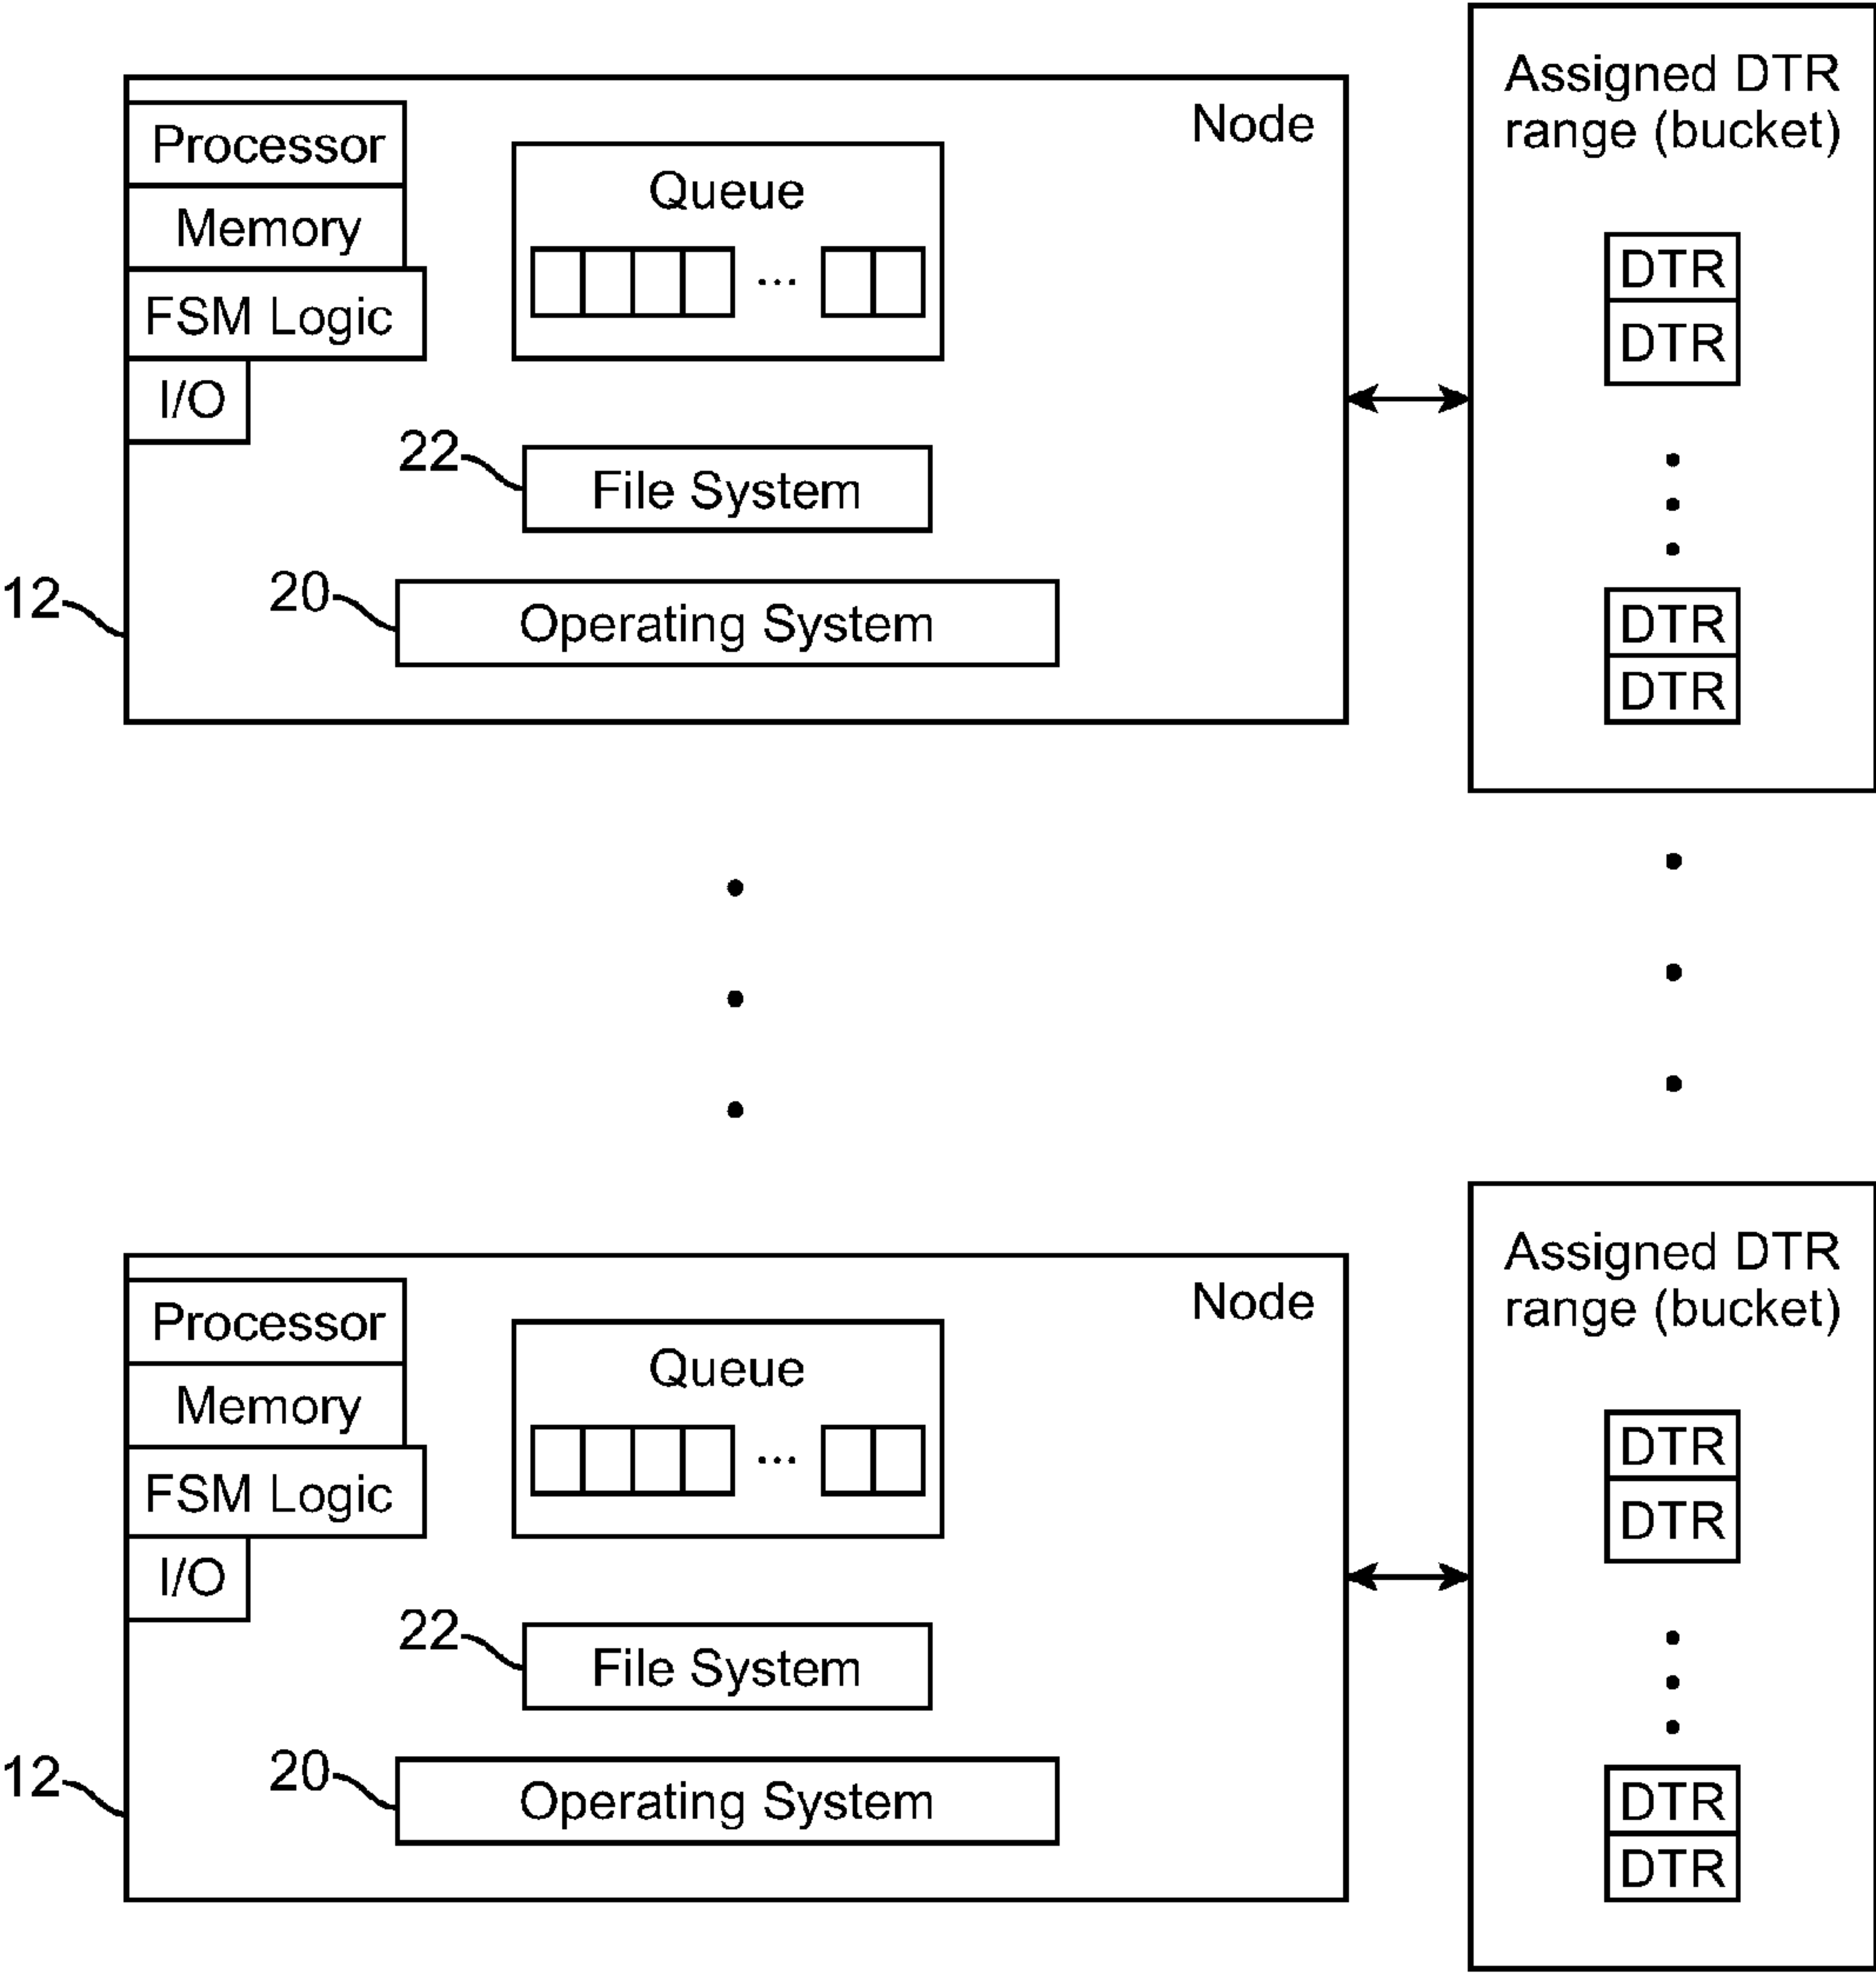 Assigned DTR
range (bucket)
Node
Processor
Queue
Memory
DTR
FSM Logic
...
DTR
I/O
22
File System
12
20
Operating System
DTR
DTR
Assigned DTR
range (bucket)
Node
Processor
Queue
Memory
DTR
FSM Logic
...
DTR
I/O
22
File System
12
20
Operating System
DTR
DTR